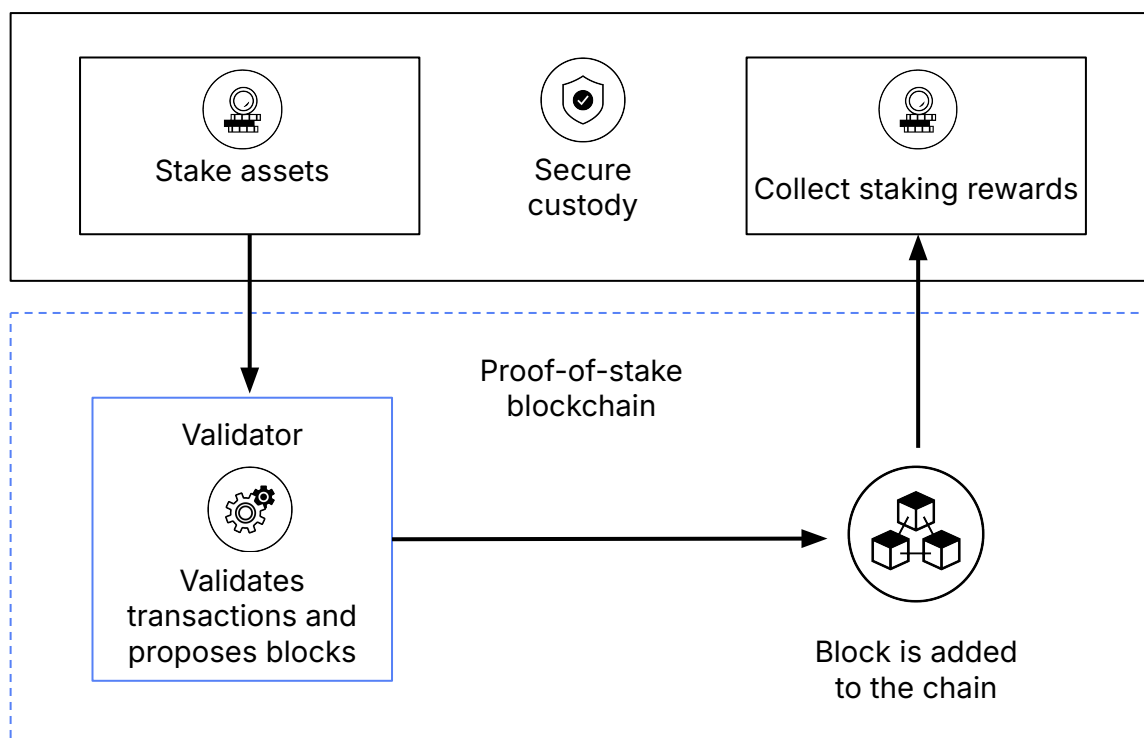 Stake assets
Secure
custody
Collect staking rewards
Proof-of-stake
blockchain
Validator
Validates
transactions and
proposes blocks
Block is added
to the chain